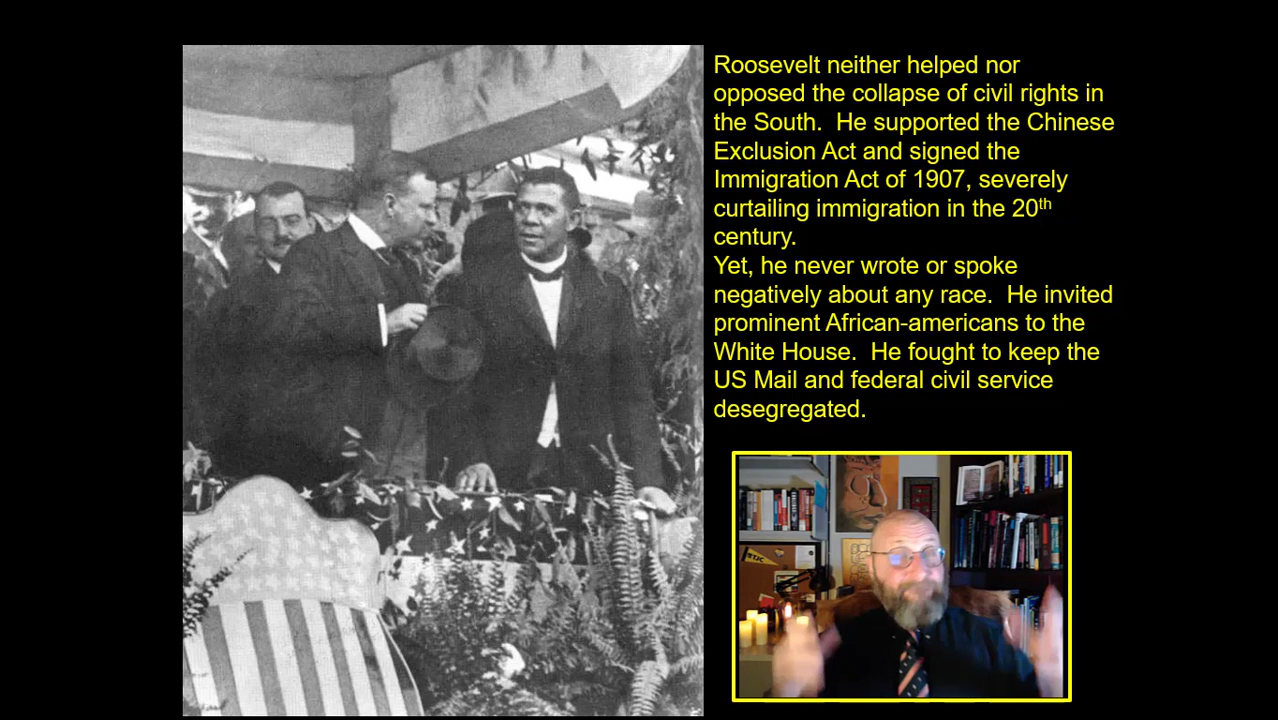 Roosevelt neither helped nor
opposed the collapse of civil rights in
the South.  He supported the Chinese
Exclusion Act and signed the
Immigration Act of 1907, severely
curtailing immigration in the 20th
century.
Yet, he never wrote or spoke
negatively about any race.  He invited
prominent African-americans to the
White House.  He fought to keep the
US Mail and federal civil service
desegregated.
TJC